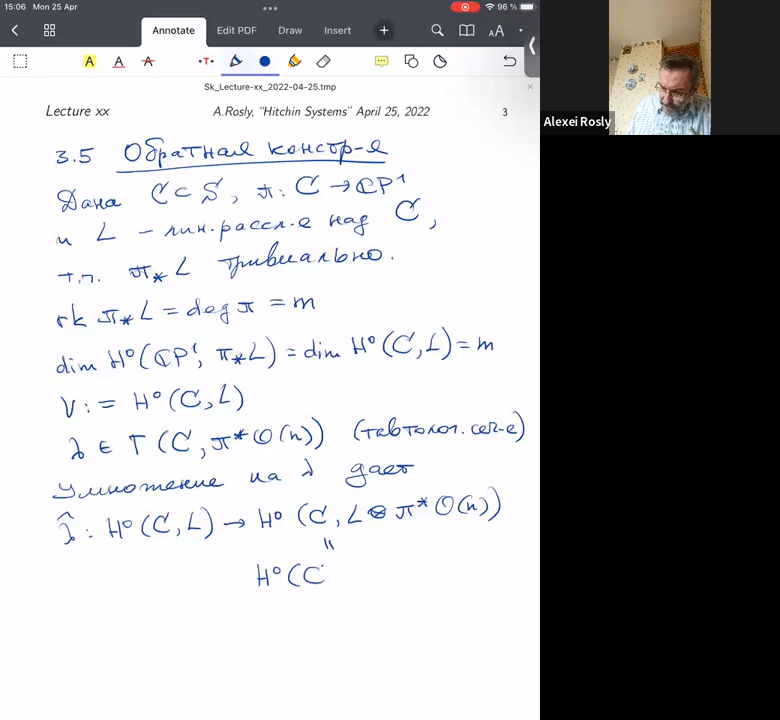 15:06 Mon 25 Apr
96 %
Annotate Edit PDF Draw Insert
Sk_Lecture-xx_2022-04-25.tmp
Lecture xx A.Rosly, "Hitchin Systems" April 25, 2022 3
3.5 Обратная констр-я
Дана C ⊂ S, π: C → ℂP¹
и L – лин. рассл-е над C,
т.ч. π_* L тривиально.
rk π_* L = deg π = m
dim H⁰(ℂP¹, π_* L) = dim H⁰(C, L) = m
V := H⁰(C, L)
λ ∈ Γ(C, π* O(n)) (тавтолог. сеч-е)
Умножение на λ дает
λ̂ : H⁰(C, L) → H⁰(C, L ⊗ π* O(n))
=
H⁰(C
Alexei Rosly